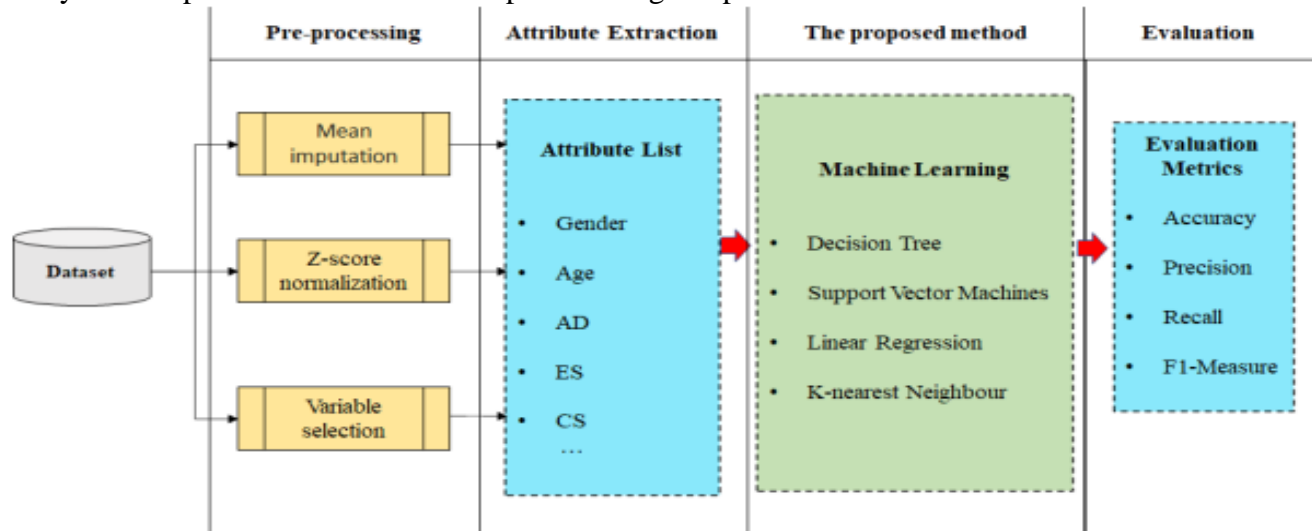 Pre-processing
Attribute Extraction
The proposed method
Evaluation
Dataset
Mean
imputation
Z-score
normalization
Variable
selection
Attribute List
• Gender
• Age
• AD
• ES
• CS
...
Machine Learning
• Decision Tree
• Support Vector Machines
• Linear Regression
• K-nearest Neighbour
Evaluation
Metrics
• Accuracy
• Precision
• Recall
• F1-Measure